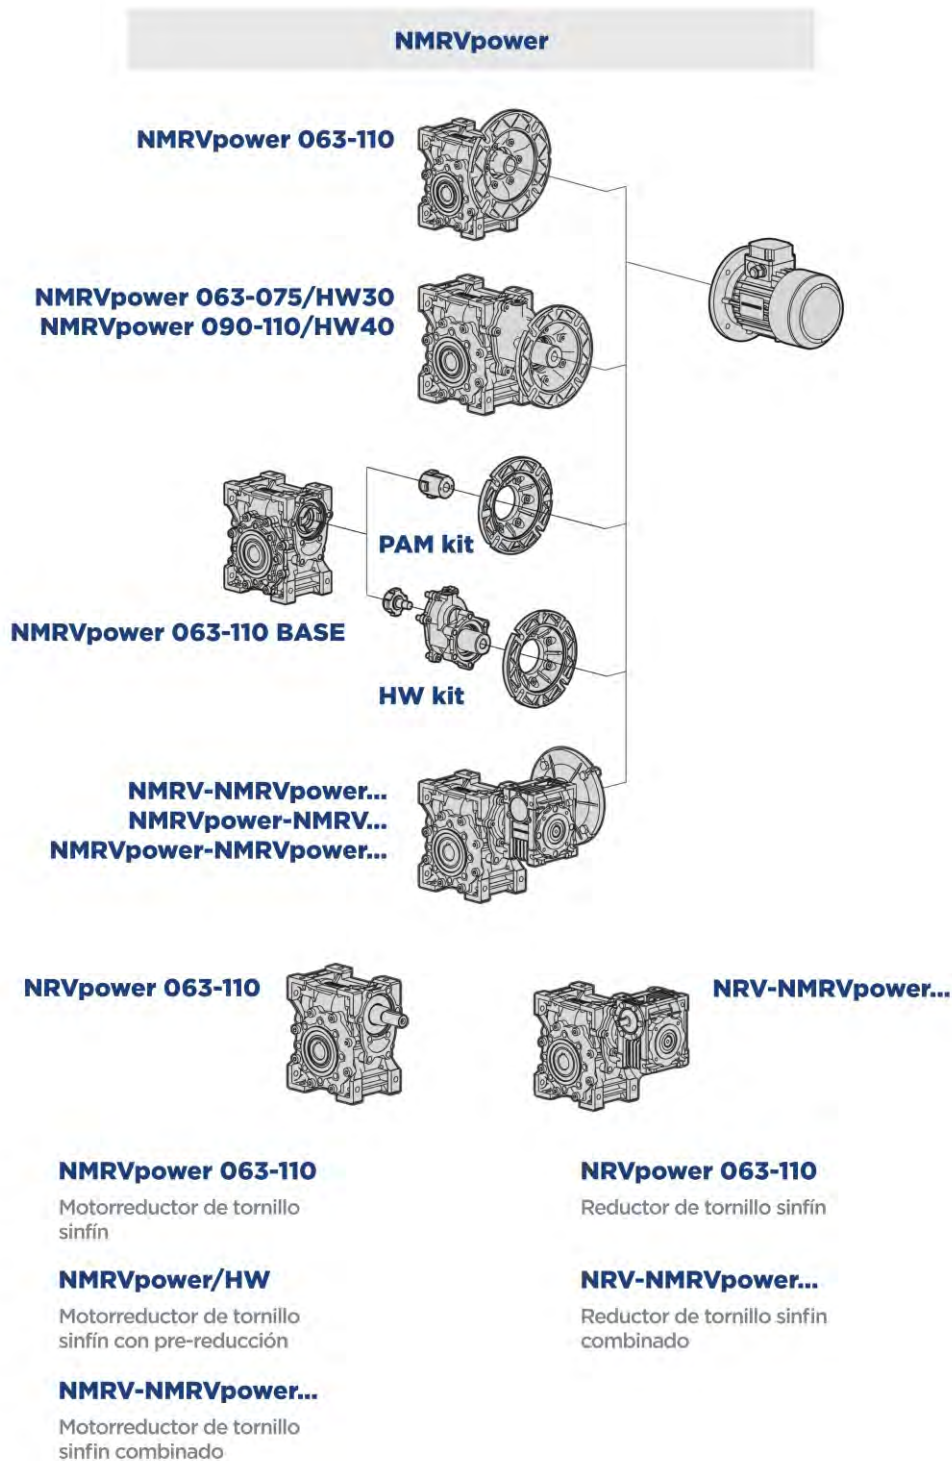 NMRVpower
NMRVpower 063-110
NMRVpower 063-075/HW30
NMRVpower 090-110/HW40
PAM kit
NMRVpower 063-110 BASE
HW kit
NMRV-NMRVpower...
NMRVpower-NMRV...
NMRVpower-NMRVpower...
NRVpower 063-110
NRV-NMRVpower...
NMRVpower 063-110
Motorreductor de tornillo
sinfín
NMRVpower/HW
Motorreductor de tornillo
sinfín con pre-reducción
NMRV-NMRVpower...
Motorreductor de tornillo
sinfin combinado
NRVpower 063-110
Reductor de tornillo sinfín
NRV-NMRVpower...
Reductor de tornillo sinfin
combinado